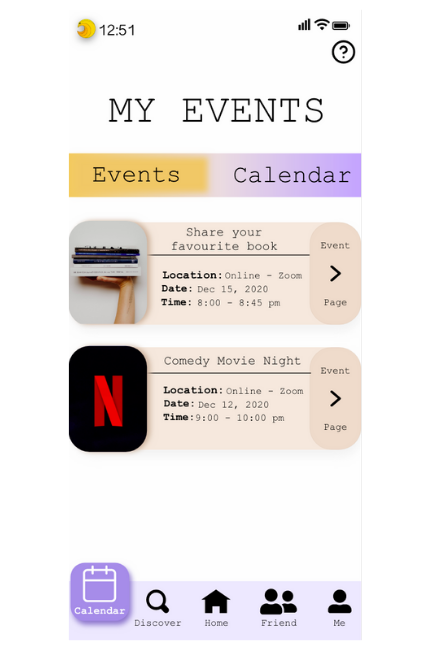 12:51
?
MY EVENTS
Events Calendar
Share your
favourite book
Location: Online - Zoom
Date: Dec 15, 2020
Time: 8:00 - 8:45 pm
Event
Page
N
Comedy Movie Night
Location: Online - Zoom
Date: Dec 12, 2020
Time:9:00 - 10:00 pm
Event
Page
Calendar
Discover
Home
Friend
Me